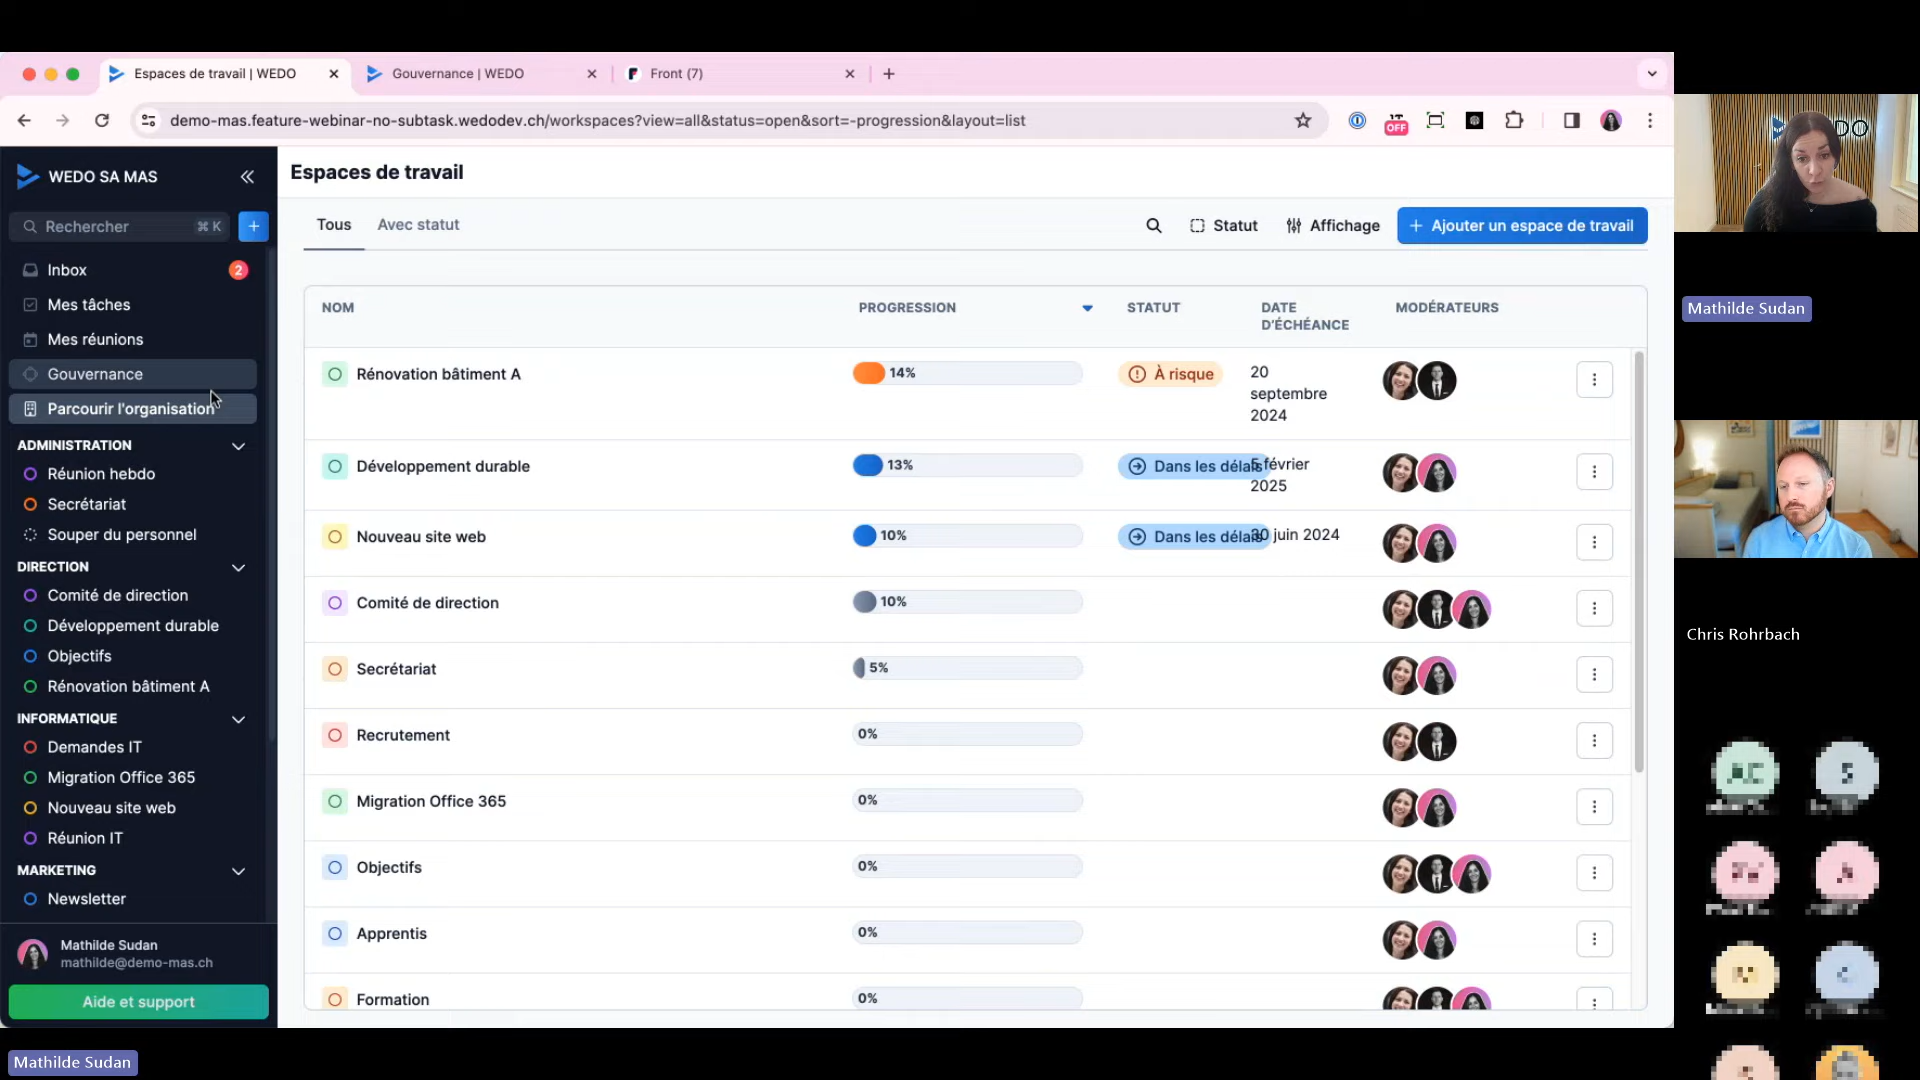 Espaces de travail | WEDO
Gouvernance | WEDO
Front (7)
demo-mas.feature-webinar-no-subtask.wedodev.ch/workspaces?view=all&status=open&sort=-progression&layout=list
OFF
WEDO SA MAS
Rechercher ⌘ K
+
Inbox 2
Mes tâches
Mes réunions
Gouvernance
Parcourir l'organisation
ADMINISTRATION
Réunion hebdo
Secrétariat
Souper du personnel
DIRECTION
Comité de direction
Développement durable
Objectifs
Rénovation bâtiment A
INFORMATIQUE
Demandes IT
Migration Office 365
Nouveau site web
Réunion IT
MARKETING
Newsletter
Mathilde Sudan
mathilde@demo-mas.ch
Aide et support
Espaces de travail
Tous Avec statut
Statut Affichage + Ajouter un espace de travail
NOM PROGRESSION STATUT DATE D'ÉCHÉANCE MODÉRATEURS
Rénovation bâtiment A 14% À risque 20 septembre 2024
Développement durable 13% Dans les délais 5 février 2025
Nouveau site web 10% Dans les délais 30 juin 2024
Comité de direction 10%
Secrétariat 5%
Recrutement 0%
Migration Office 365 0%
Objectifs 0%
Apprentis 0%
Formation 0%
Mathilde Sudan
Chris Rohrbach
Mathilde Sudan